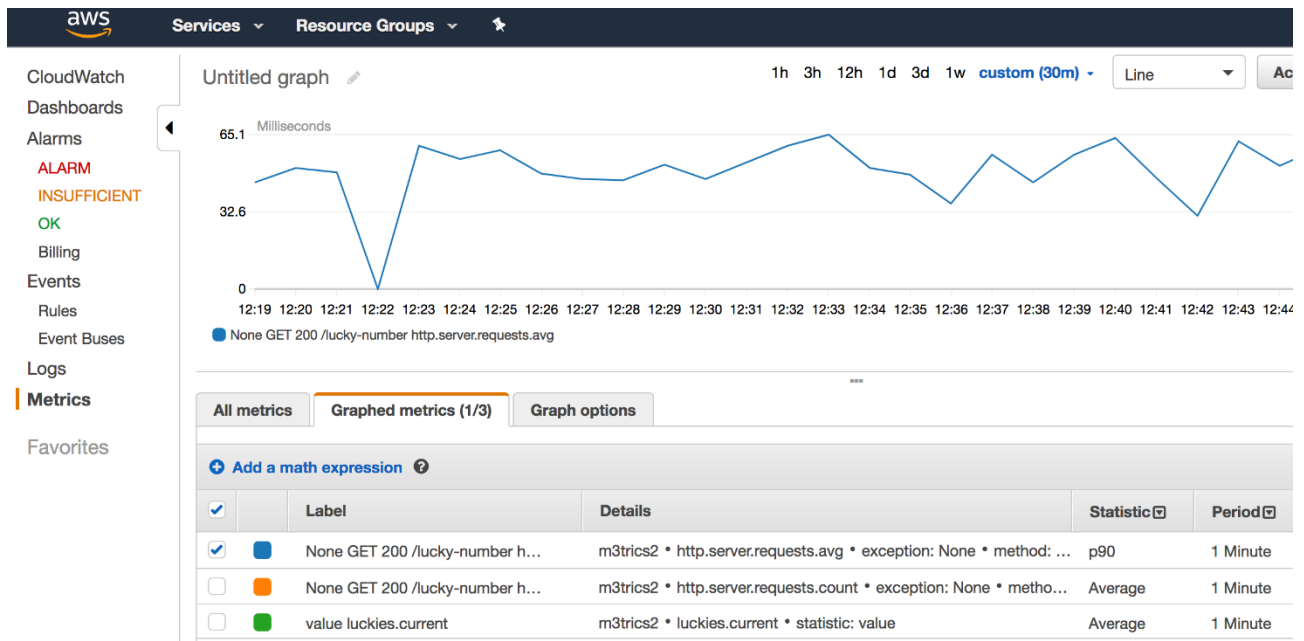 aws Services Resource Groups
CloudWatch
Dashboards
Alarms
ALARM
INSUFFICIENT
OK
Billing
Events
Rules
Event Buses
Logs
Metrics
Favorites
Untitled graph
1h 3h 12h 1d 3d 1w custom (30m) Line Ac
Milliseconds
65.1
32.6
0
12:19 12:20 12:21 12:22 12:23 12:24 12:25 12:26 12:27 12:28 12:29 12:30 12:31 12:32 12:33 12:34 12:35 12:36 12:37 12:38 12:39 12:40 12:41 12:42 12:43 12:44
None GET 200 /lucky-number http.server.requests.avg
All metrics Graphed metrics (1/3) Graph options
Add a math expression ?
Label Details Statistic Period
None GET 200 /lucky-number h... m3trics2 • http.server.requests.avg • exception: None • method: ... p90 1 Minute
None GET 200 /lucky-number h... m3trics2 • http.server.requests.count • exception: None • metho... Average 1 Minute
value luckies.current m3trics2 • luckies.current • statistic: value Average 1 Minute